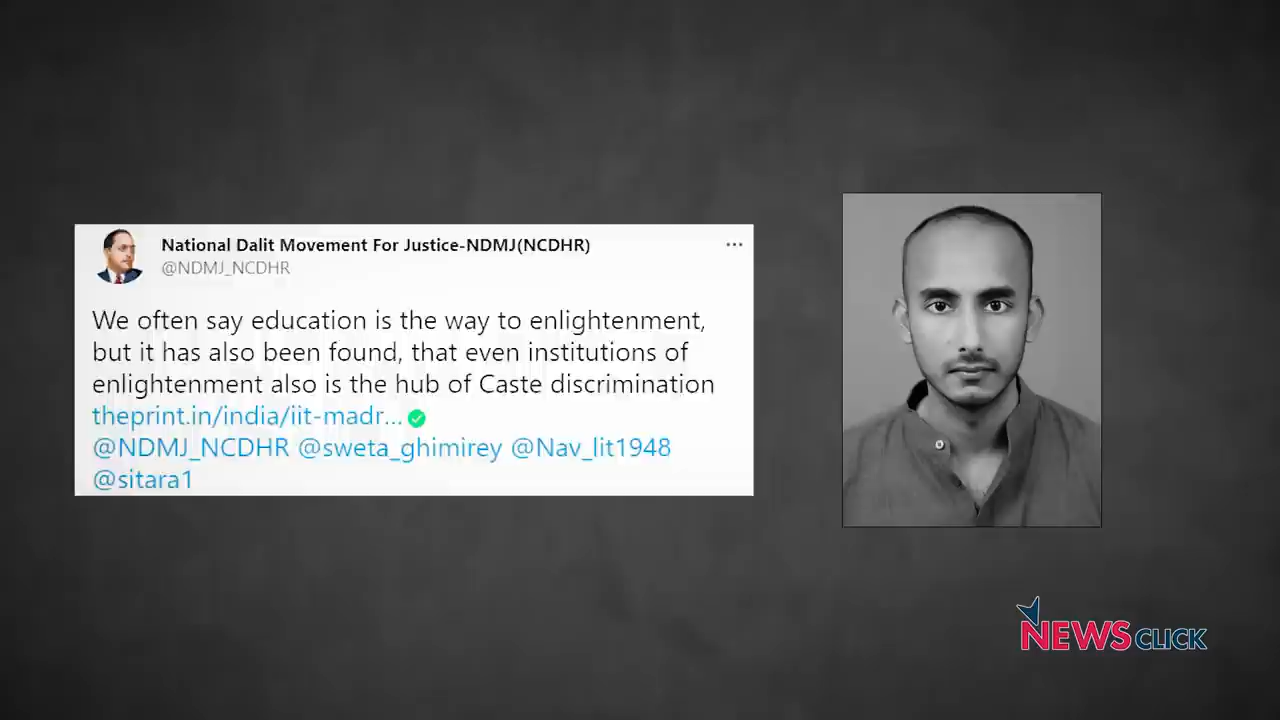 National Dalit Movement For Justice-NDMJ(NCDHR)
@NDMJ_NCDHR
We often say education is the way to enlightenment,
but it has also been found, that even institutions of
enlightenment also is the hub of Caste discrimination
theprint.in/india/iit-madr...
@NDMJ_NCDHR @sweta_ghimirey @Nav_lit1948
@sitara1
NEWS CLICK